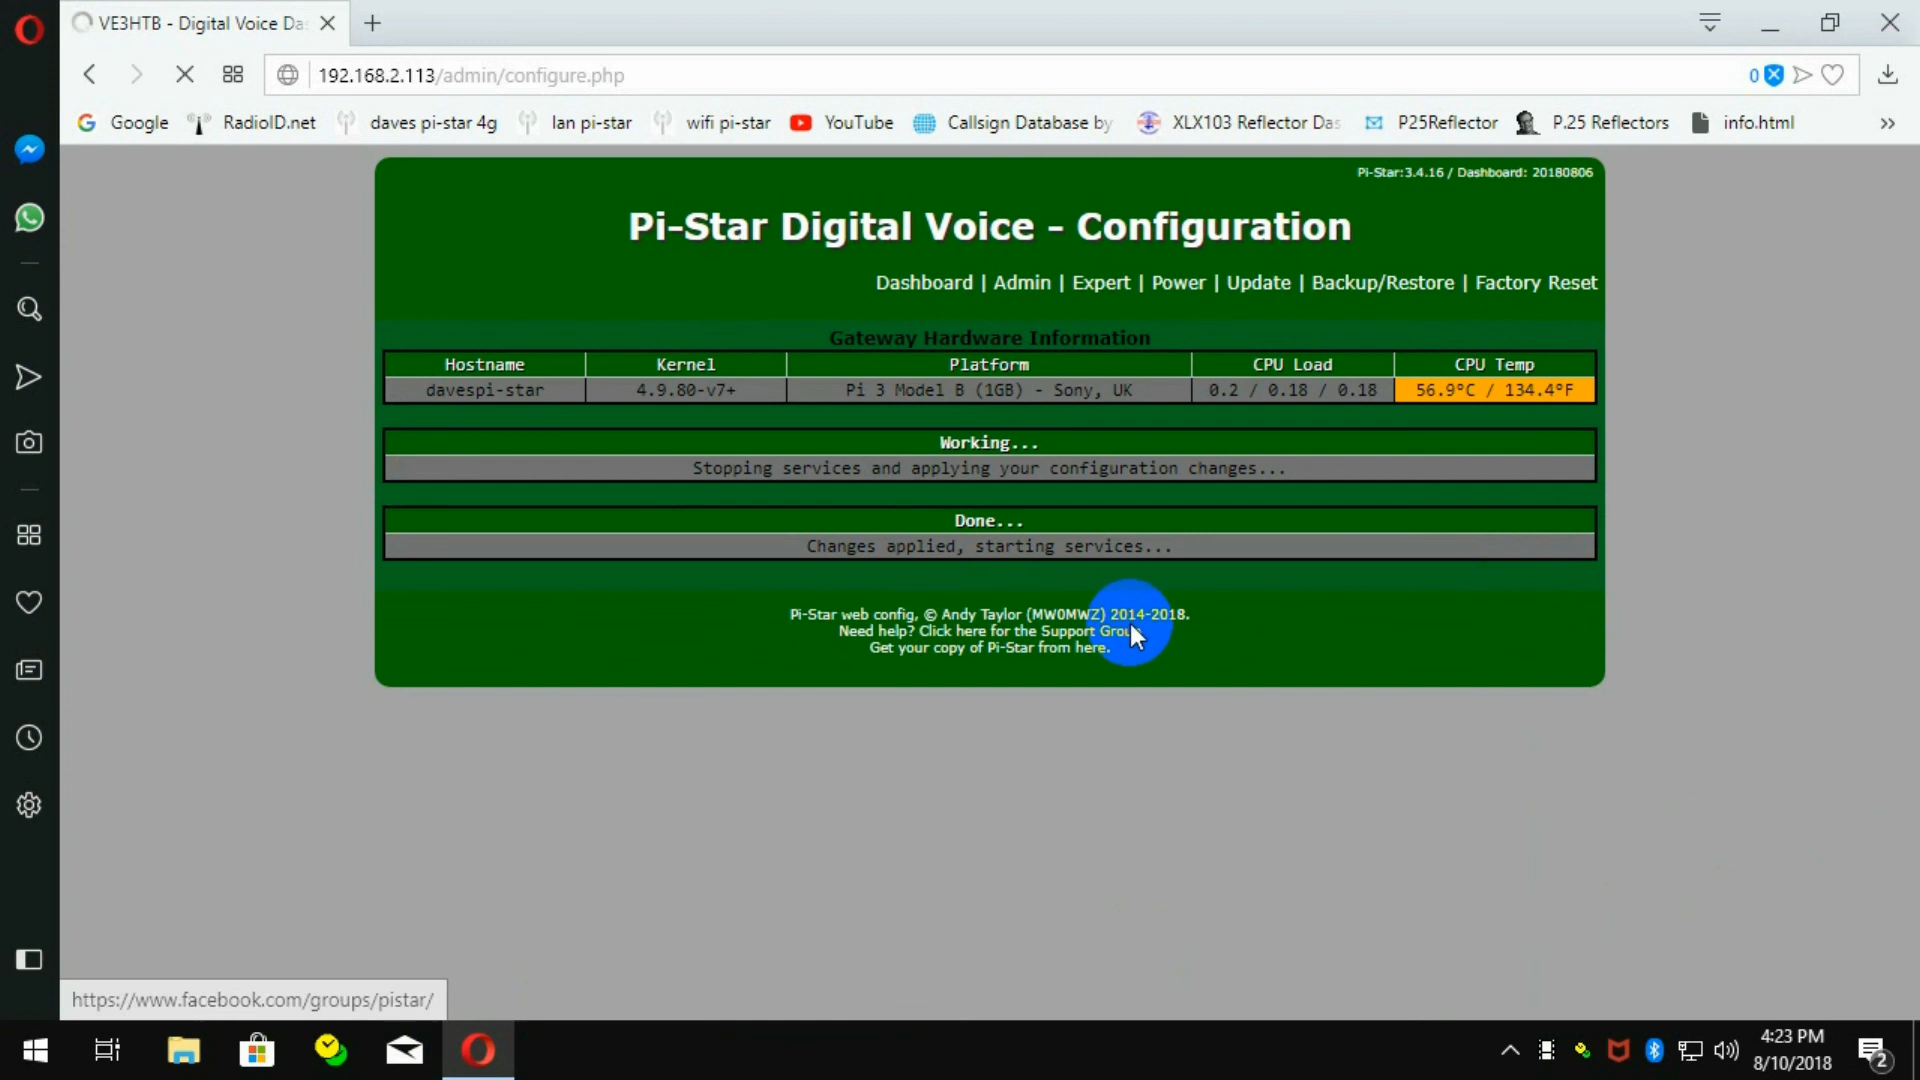 VE3HTB - Digital Voice Da
192.168.2.113/admin/configure.php
0
Google
RadioID.net
daves pi-star 4g
lan pi-star
wifi pi-star
YouTube
Callsign Database by
XLX103 Reflector Das
P25Reflector
P.25 Reflectors
info.html
Pi-Star:3.4.16 / Dashboard: 20180806
Pi-Star Digital Voice - Configuration
Dashboard | Admin | Expert | Power | Update | Backup/Restore | Factory Reset
Gateway Hardware Information
Hostname Kernel Platform CPU Load CPU Temp
davespi-star 4.9.80-v7+ Pi 3 Model B (1GB) - Sony, UK 0.2 / 0.18 / 0.18 56.9°C / 134.4°F
Working...
Stopping services and applying your configuration changes...
Done...
Changes applied, starting services...
Pi-Star web config, © Andy Taylor (MW0MWZ) 2014-2018.
Need help? Click here for the Support Group
Get your copy of Pi-Star from here.
https://www.facebook.com/groups/pistar/
4:23 PM
8/10/2018
2